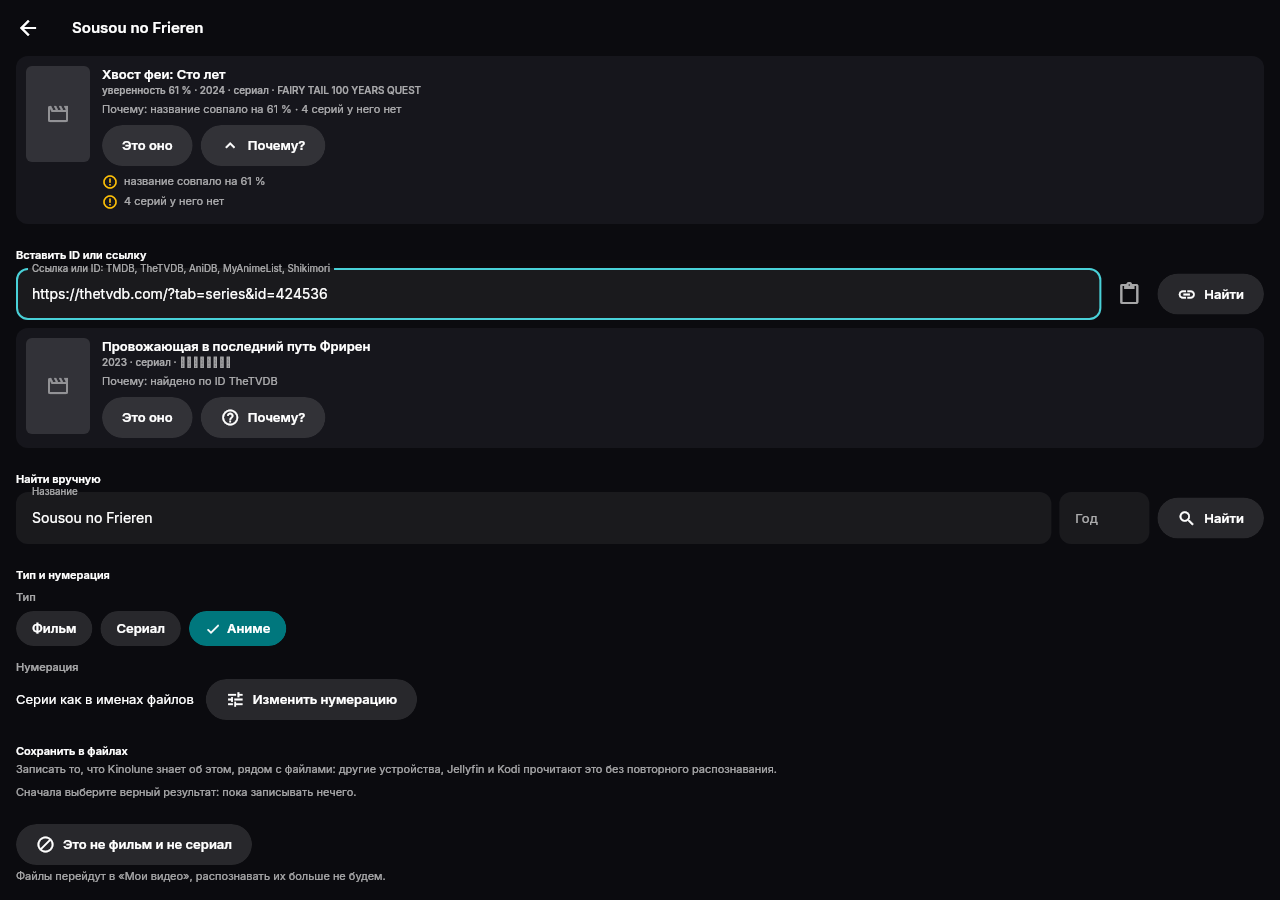 Sousou no Frieren
Хвост феи: Сто лет
уверенность 61 % · 2024 · сериал · FAIRY TAIL 100 YEARS QUEST
Почему: название совпало на 61 % · 4 серий у него нет
Это оно
Почему?
название совпало на 61 %
4 серий у него нет
Вставить ID или ссылку
Ссылка или ID: TMDB, TheTVDB, AniDB, MyAnimeList, Shikimori
https://thetvdb.com/?tab=series&id=424536
Найти
Провожающая в последний путь Фрирен
2023 · сериал ·
Почему: найдено по ID TheTVDB
Это оно
Почему?
Найти вручную
Название
Sousou no Frieren
Год
Найти
Тип и нумерация
Тип
Фильм
Сериал
Аниме
Нумерация
Серии как в именах файлов
Изменить нумерацию
Сохранить в файлах
Записать то, что Kinolune знает об этом, рядом с файлами: другие устройства, Jellyfin и Kodi прочитают это без повторного распознавания.
Сначала выберите верный результат: пока записывать нечего.
Это не фильм и не сериал
Файлы перейдут в «Мои видео», распознавать их больше не будем.